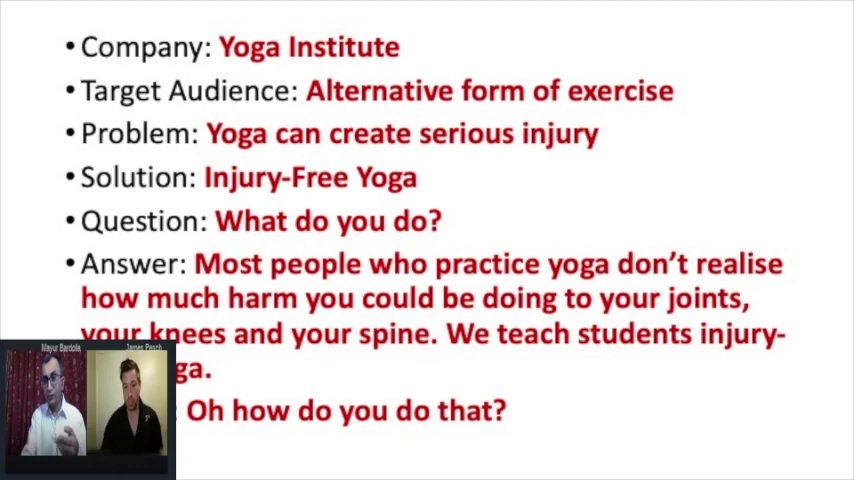 • Company: Yoga Institute
• Target Audience: Alternative form of exercise
• Problem: Yoga can create serious injury
• Solution: Injury-Free Yoga
• Question: What do you do?
• Answer: Most people who practice yoga don't realise
how much harm you could be doing to your joints,
your knees and your spine. We teach students injury-
ga.
: Oh how do you do that?
Mayur Bardolia James Pesch